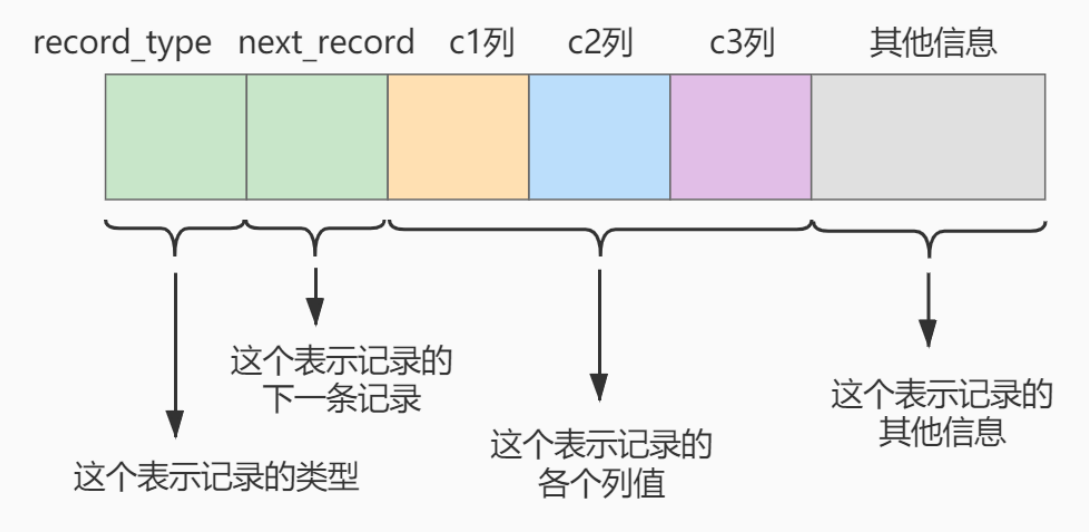 record_type next_record c1列 c2列 c3列 其他信息
这个表示记录的
下一条记录
这个表示记录的
其他信息
这个表示记录的
各个列值
这个表示记录的类型